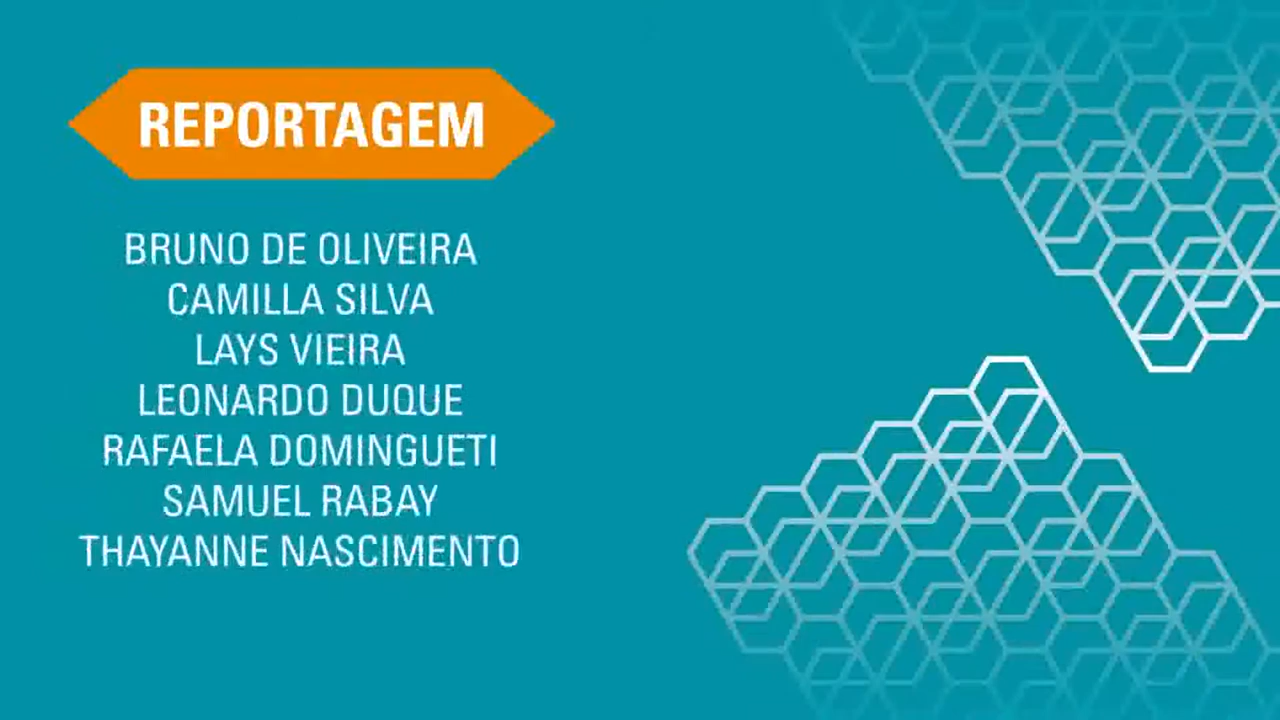 REPORTAGEM
BRUNO DE OLIVEIRA
CAMILLA SILVA
LAYS VIEIRA
LEONARDO DUQUE
RAFAELA DOMINGUETI
SAMUEL RABAY
THAYANNE NASCIMENTO